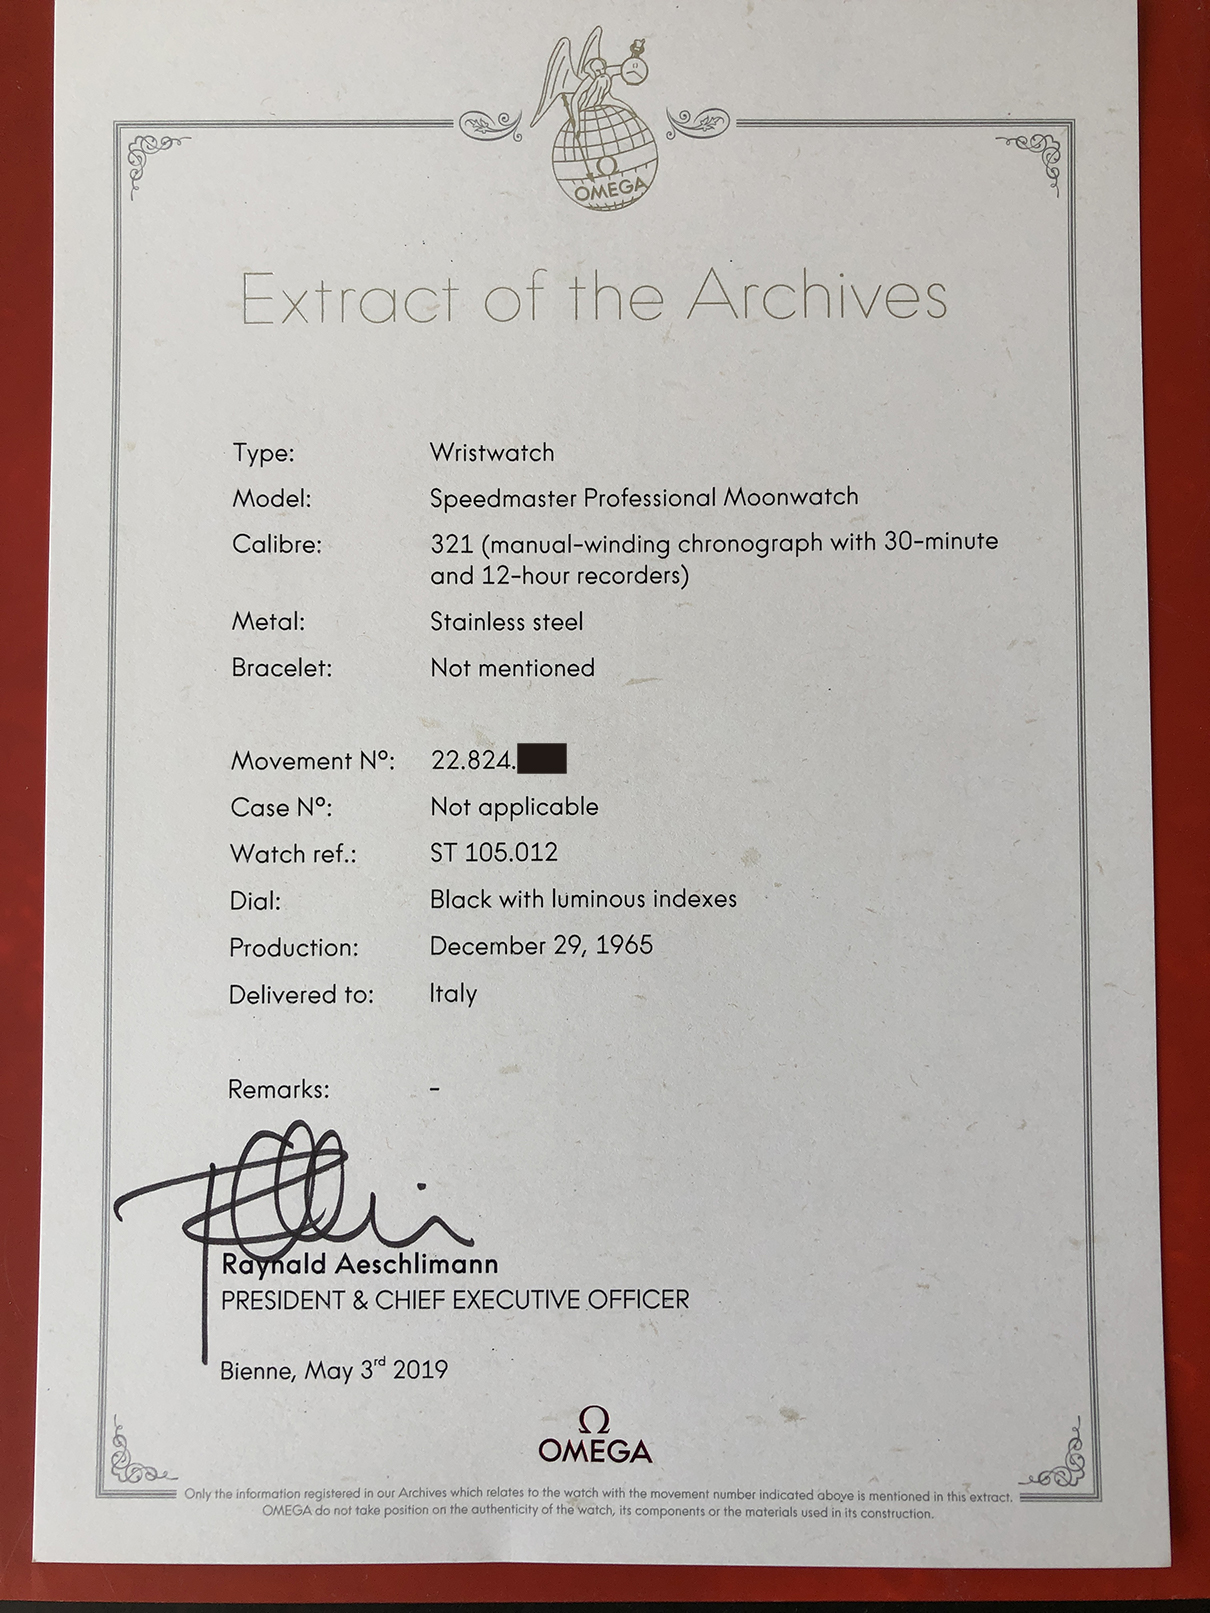 Ω
OMEGA
Extract of the Archives
Type: Wristwatch
Model: Speedmaster Professional Moonwatch
Calibre: 321 (manual-winding chronograph with 30-minute
and 12-hour recorders)
Metal: Stainless steel
Bracelet: Not mentioned
Movement Nº: 22.824.
Case Nº: Not applicable
Watch ref.: ST 105.012
Dial: Black with luminous indexes
Production: December 29, 1965
Delivered to: Italy
Remarks: -
Raynald Aeschlimann
PRESIDENT & CHIEF EXECUTIVE OFFICER
Bienne, May 3rd 2019
Ω
OMEGA
Only the information registered in our Archives which relates to the watch with the movement number indicated above is mentioned in this extract.
OMEGA do not take position on the authenticity of the watch, its components or the materials used in its construction.